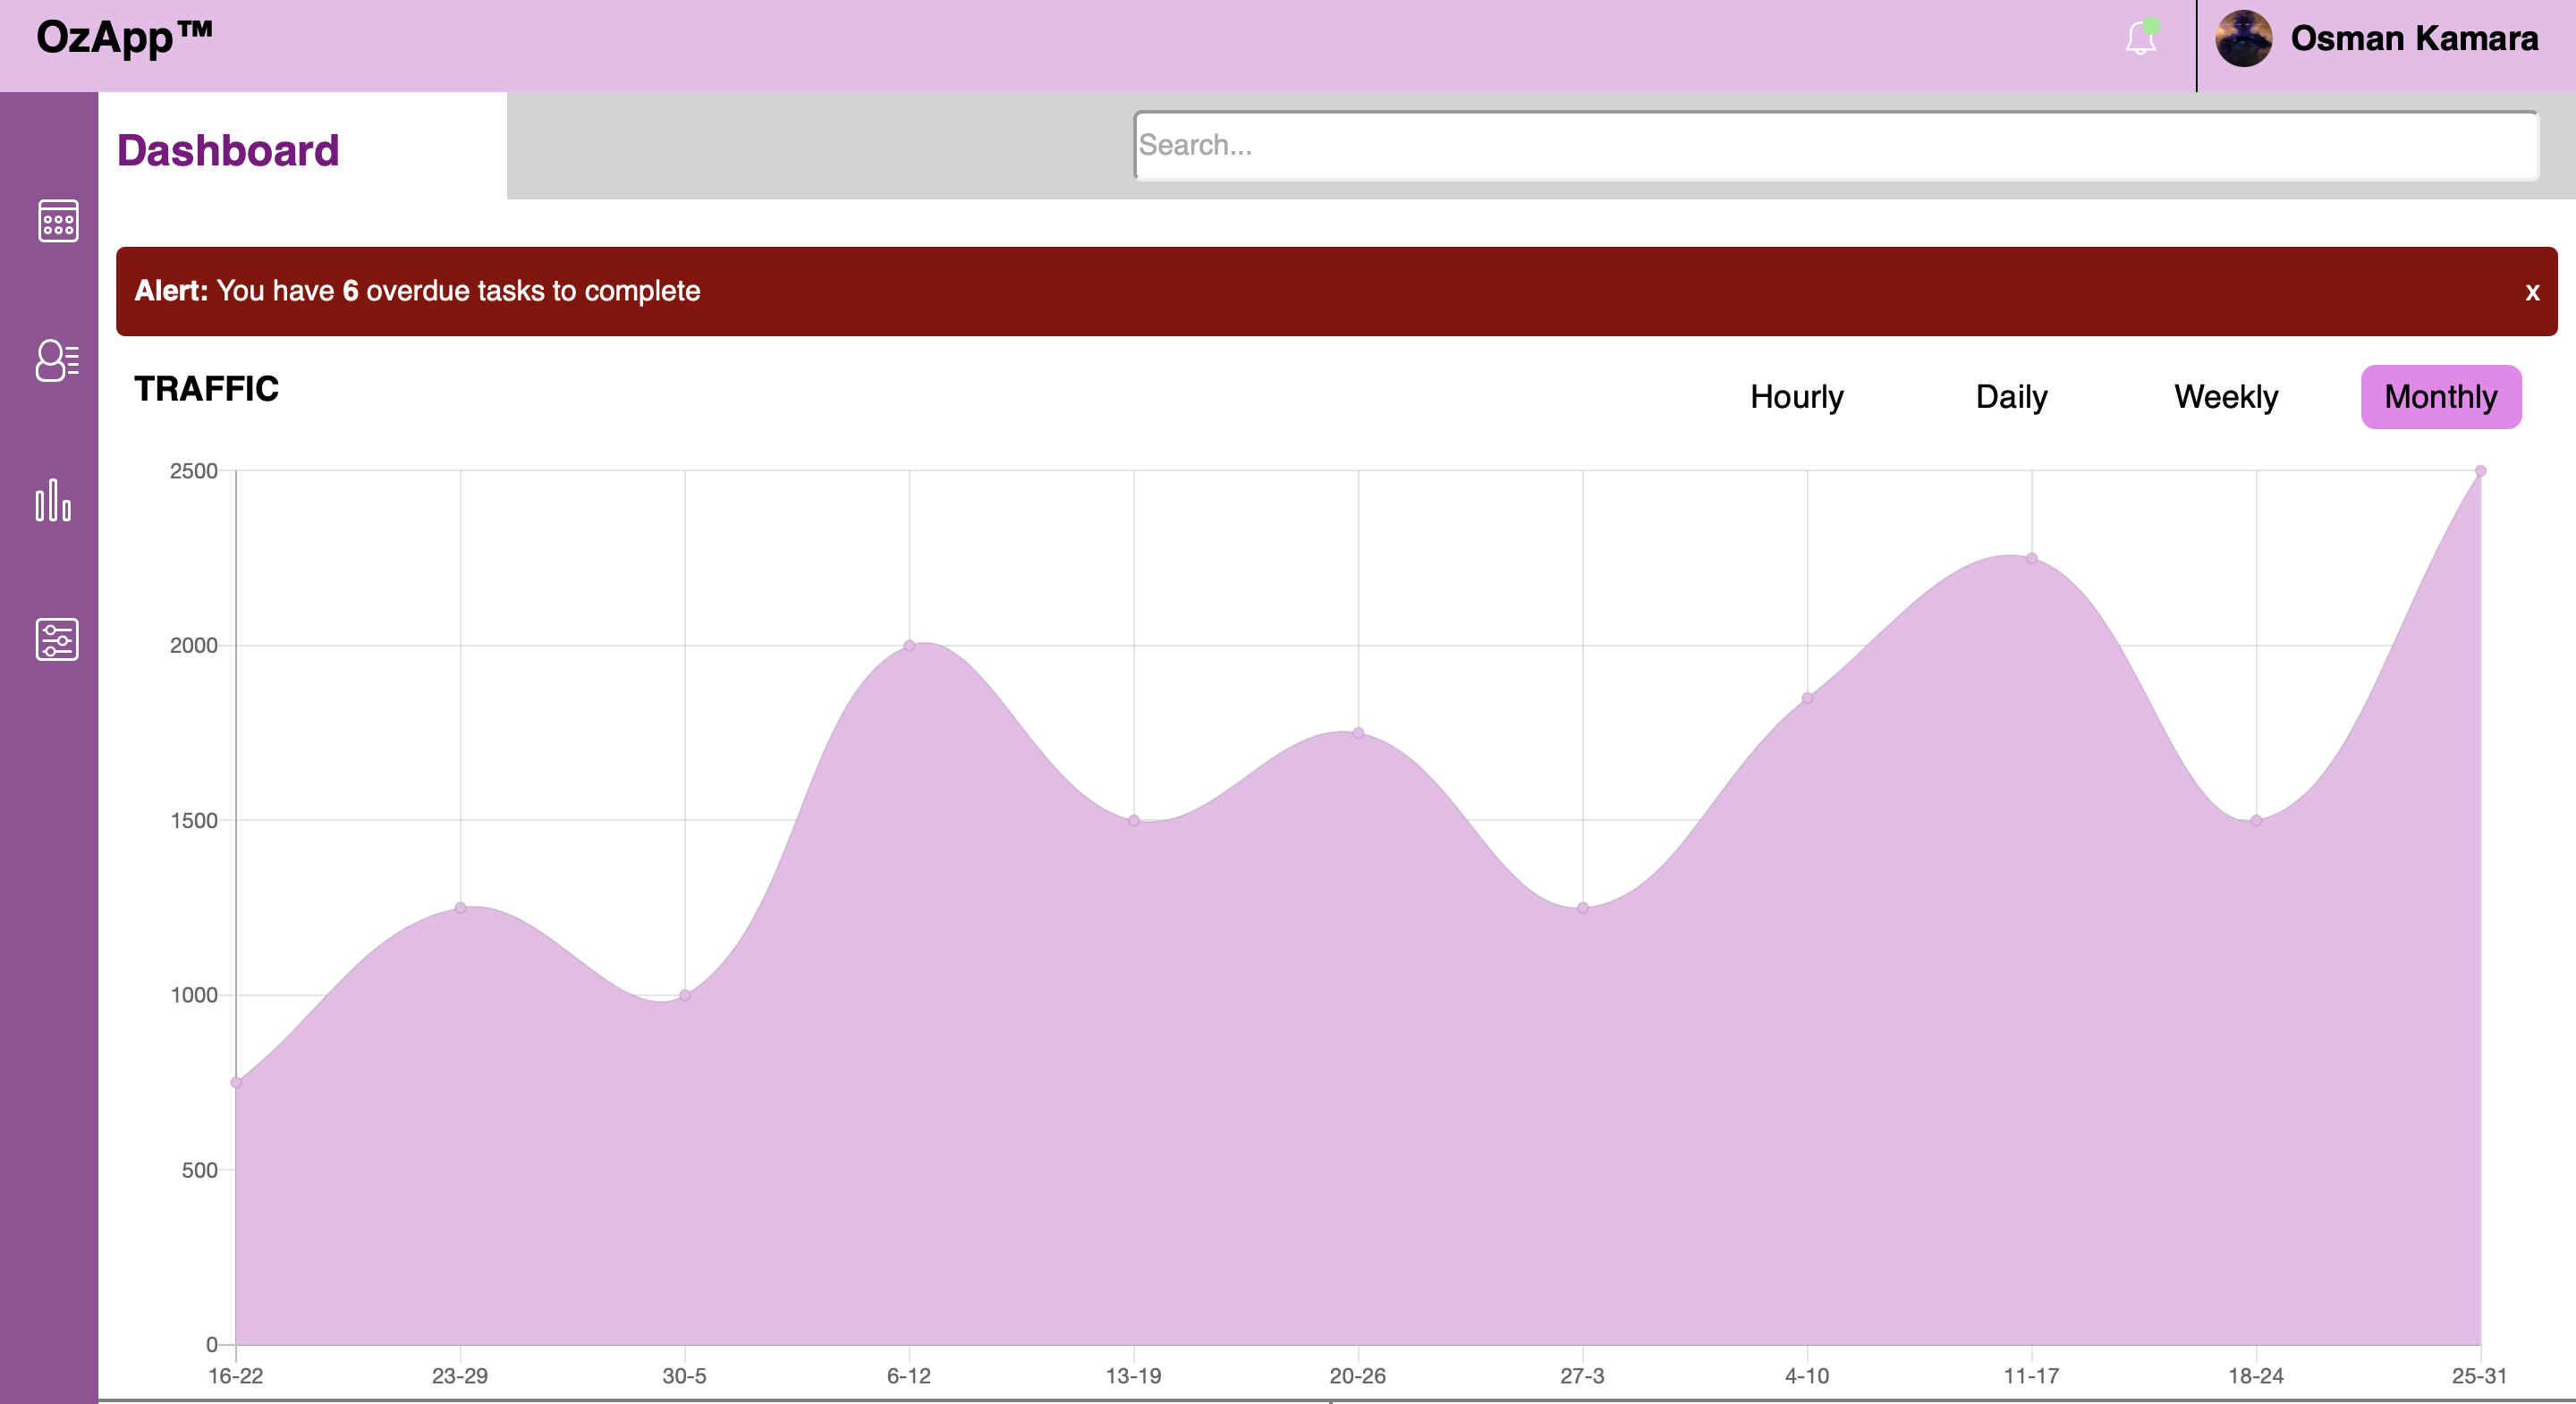 OzApp™
Osman Kamara
Dashboard
Search...
Alert: You have 6 overdue tasks to complete
x
TRAFFIC
Hourly
Daily
Weekly
Monthly
2500
2000
1500
1000
500
0
16-22
23-29
30-5
6-12
13-19
20-26
27-3
4-10
11-17
18-24
25-31